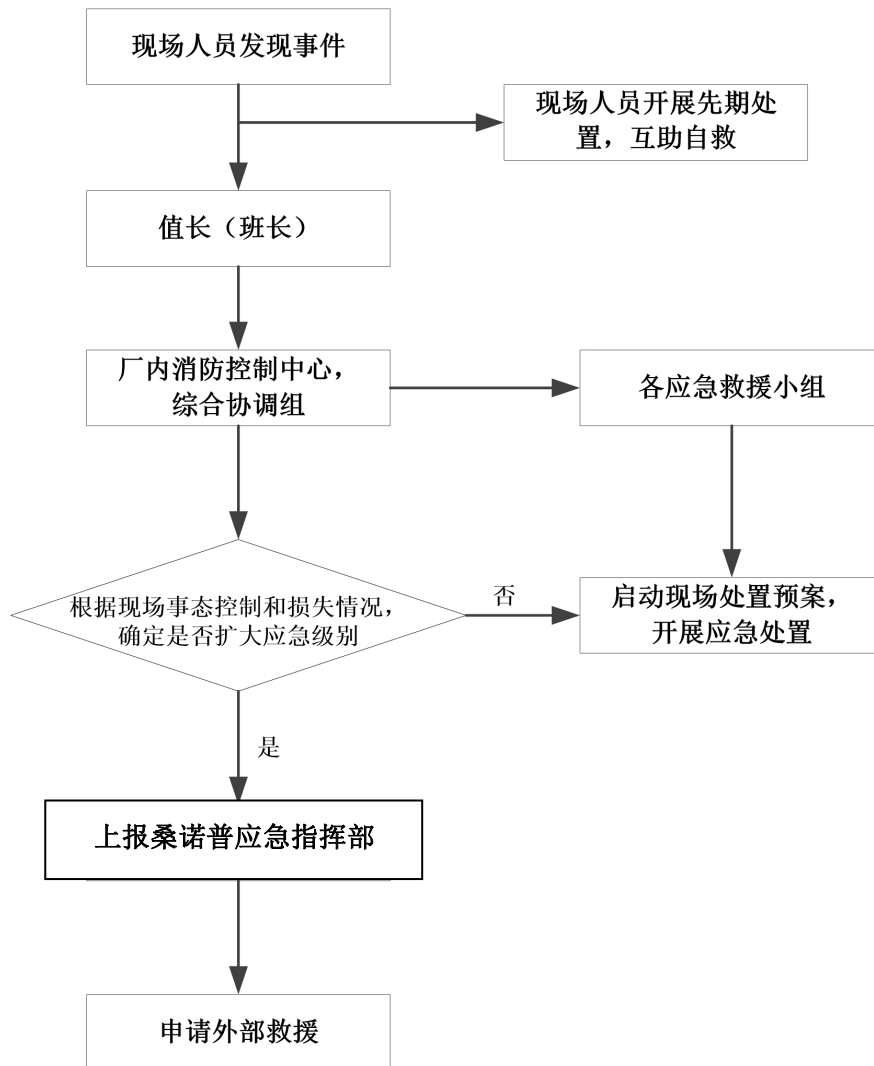 现场人员发现事件
现场人员开展先期处
置，互助自救
值长（班长）
厂内消防控制中心，
综合协调组
各应急救援小组
根据现场事态控制和损失情况，
确定是否扩大应急级别
否
启动现场处置预案，
开展应急处置
是
上报桑诺普应急指挥部
申请外部救援